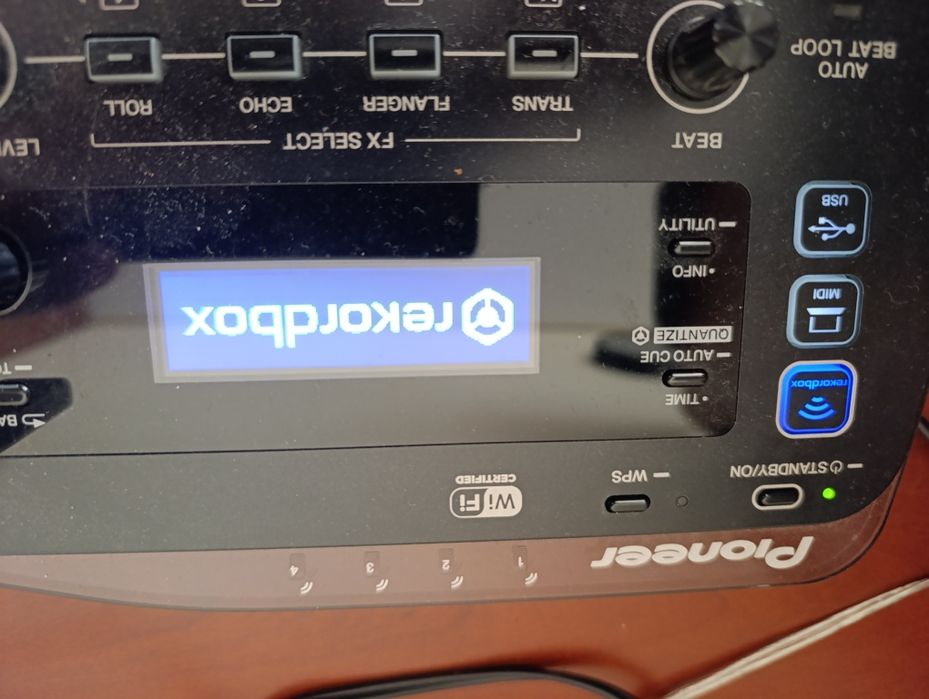 Pioneer
1 2 3 4
STANDBY/ON
WPS
Wi Fi
CERTIFIED
rekordbox
• TIME
— AUTO CUE
QUANTIZE
MIDI
rekordbox
• INFO
— UTILITY
USB
BEAT
FX SELECT
AUTO
BEAT LOOP
TRANS FLANGER ECHO ROLL